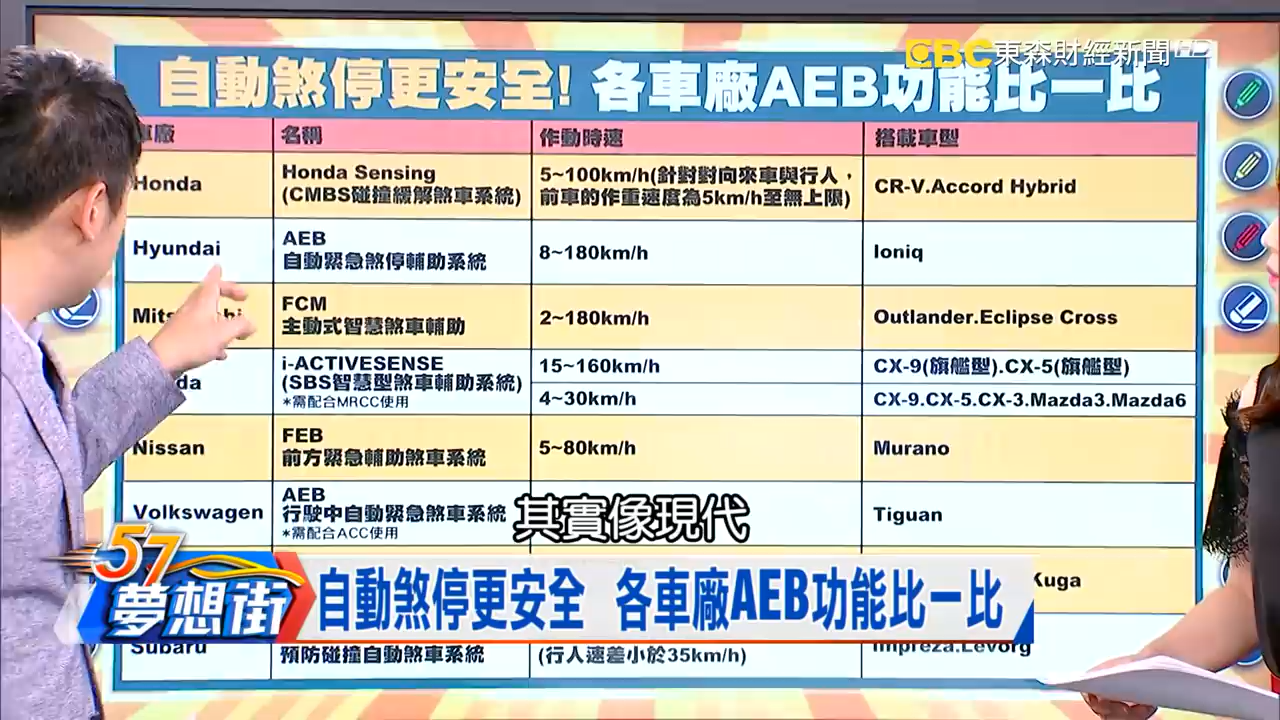 EBC 東森財經新聞 HD
自動煞停更安全! 各車廠AEB功能比一比
車廠 名稱 作動時速 搭載車型
Honda
Honda Sensing
(CMBS碰撞緩解煞車系統)
5~100km/h(針對對向來車與行人，
前車的作重速度為5km/h至無上限)
CR-V.Accord Hybrid
Hyundai
AEB
自動緊急煞停輔助系統
8~180km/h
Ioniq
FCM
主動式智慧煞車輔助
2~180km/h
Outlander.Eclipse Cross
i-ACTIVESENSE
(SBS智慧型煞車輔助系統)
*需配合MRCC使用
15~160km/h
CX-9(旗艦型).CX-5(旗艦型)
4~30km/h
CX-9.CX-5.CX-3.Mazda3.Mazda6
Nissan
FEB
前方緊急輔助煞車系統
5~80km/h
Murano
Volkswagen
AEB
行駛中自動緊急煞車系統
*需配合ACC使用
Tiguan
其實像現代
Kuga
57夢想街
自動煞停更安全 各車廠AEB功能比一比
Subaru
預防碰撞自動煞車系統
(行人速差小於35km/h)
Impreza.Levorg